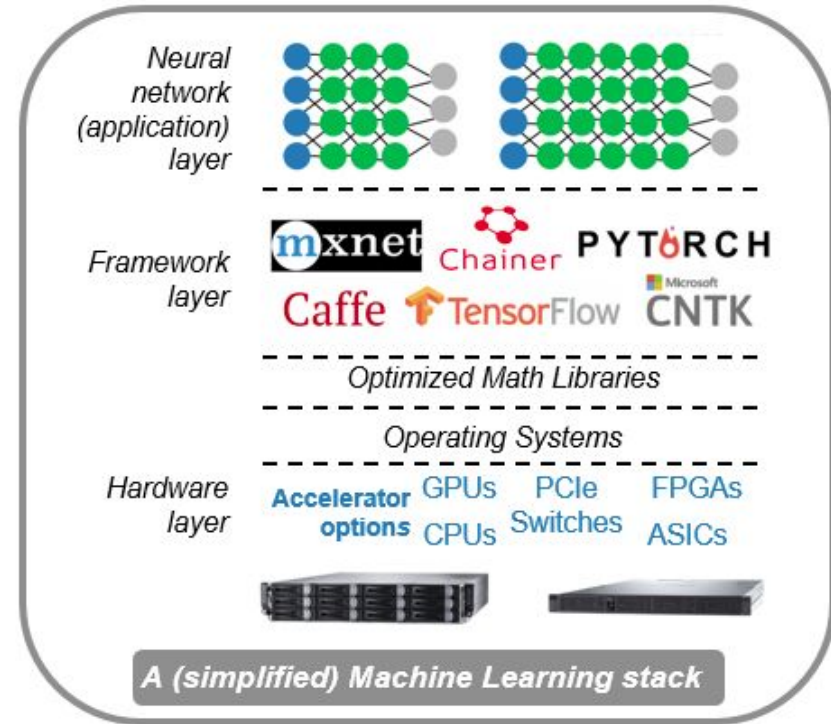 Neural
network
(application)
layer
Framework
layer
mxnet
Chainer
PYTORCH
Caffe
TensorFlow
Microsoft
CNTK
Optimized Math Libraries
Operating Systems
Hardware
layer
Accelerator
options
GPUs
CPUs
PCIe
Switches
FPGAs
ASICs
A (simplified) Machine Learning stack